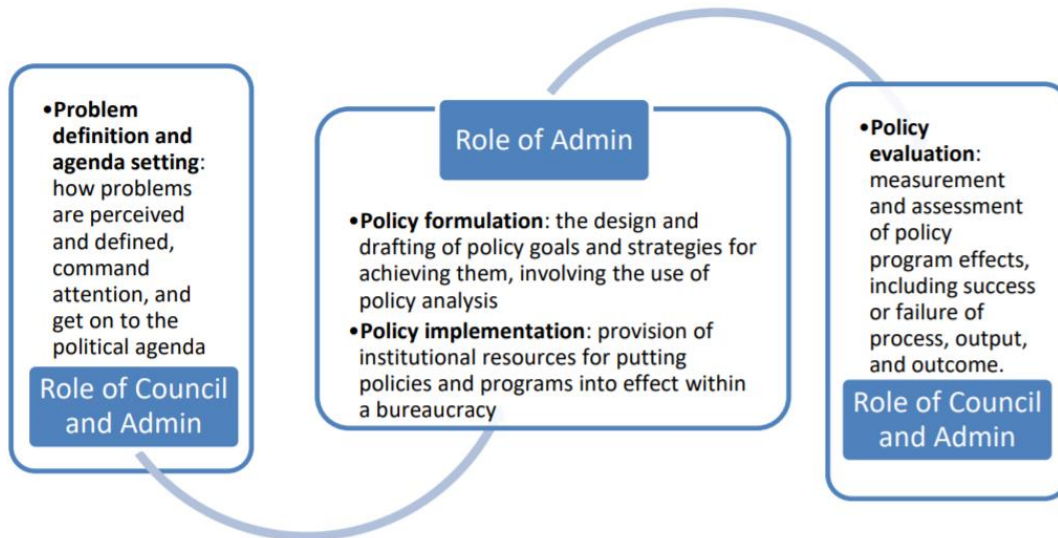 •Problem
definition and
agenda setting:
how problems
are perceived
and defined,
command
attention, and
get on to the
political agenda
Role of Council
and Admin
Role of Admin
•Policy formulation: the design and
drafting of policy goals and strategies for
achieving them, involving the use of
policy analysis
•Policy implementation: provision of
institutional resources for putting
policies and programs into effect within
a bureaucracy
•Policy
evaluation:
measurement
and assessment
of policy
program effects,
including success
or failure of
process, output,
and outcome.
Role of Council
and Admin